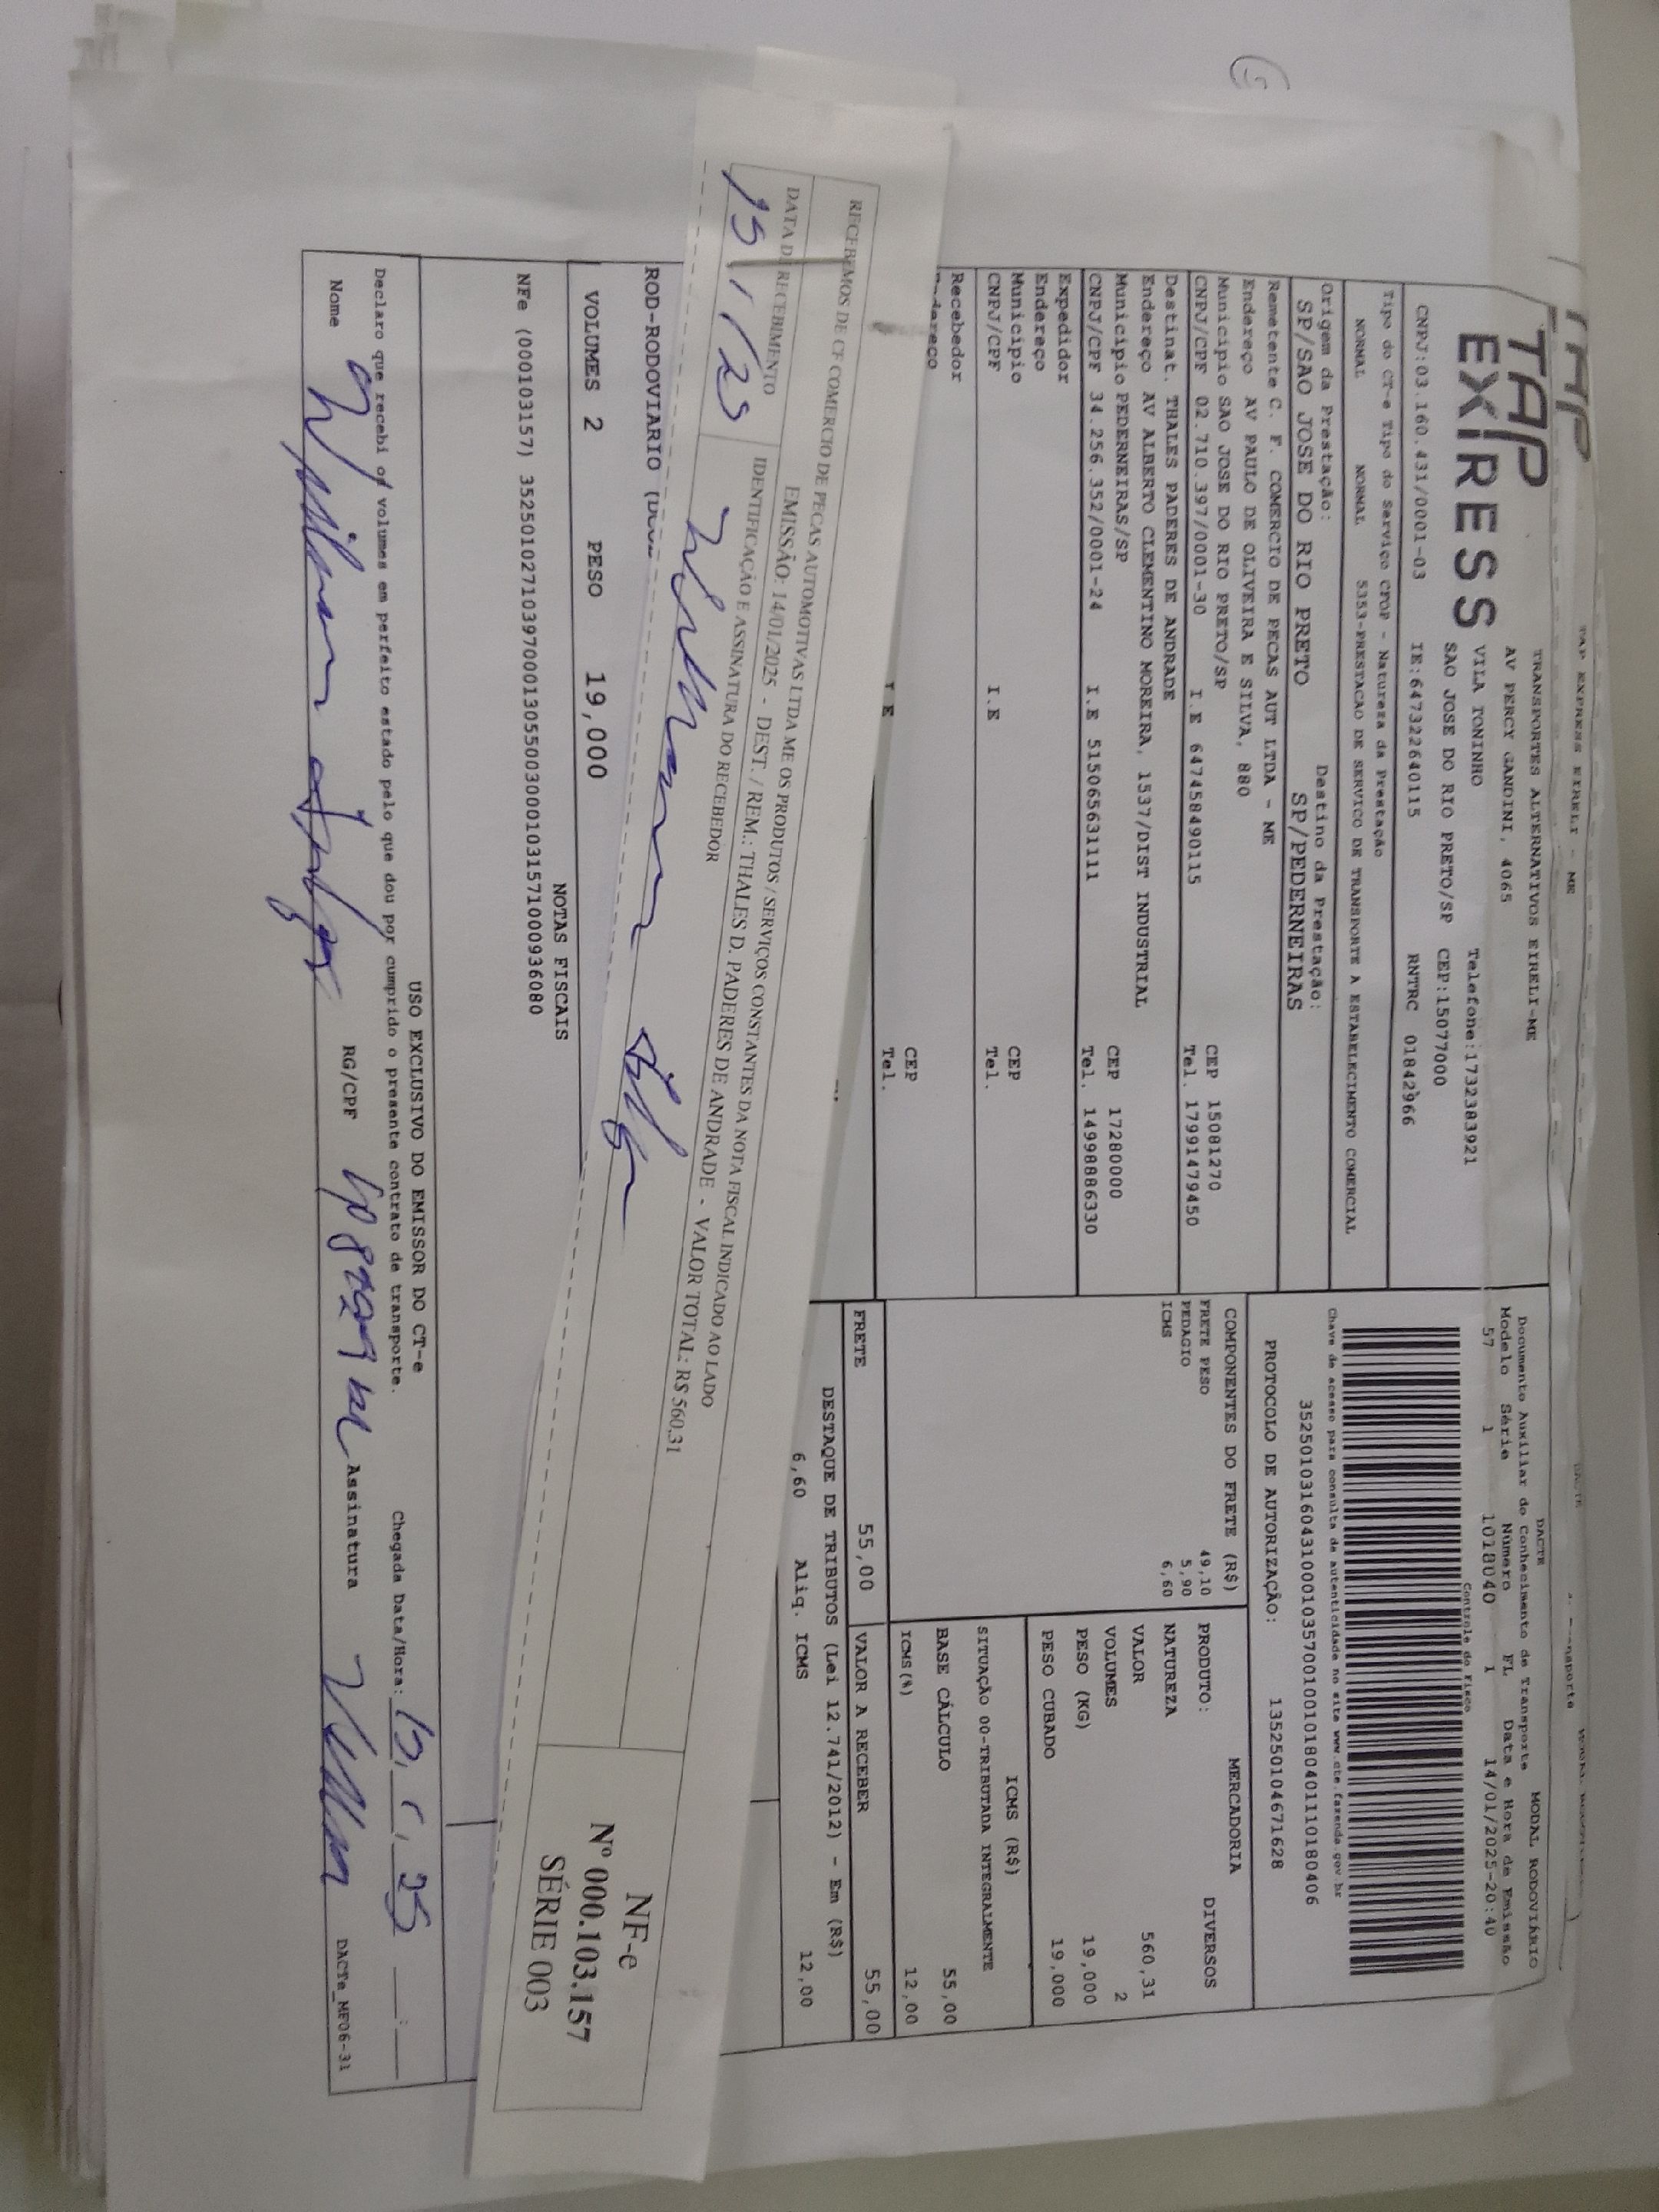 TAP EXPRESS EIRELI - ME
TAP
EXPRESS
TRANSPORTES ALTERNATIVOS EIRELI-ME
AV PERCY GANDINI, 4065
VILA TONINHO
Telefone:1732383921
SAO JOSE DO RIO PRETO/SP CEP:15077000
CNPJ:03.160.431/0001-03 IE:647322640115 RNTRC 01842966
Tipo do CT-e Tipo do Serviço CFOP - Natureza da Prestação
NORMAL NORMAL 5353-PRESTACAO DE SERVICO DE TRANSPORTE A ESTABELECIMENTO COMERCIAL
Origem da Prestação: Destino da Prestação:
SP/SAO JOSE DO RIO PRETO SP/PEDERNEIRAS
Remetente C. F. COMERCIO DE PECAS AUT LTDA - ME
Endereço AV PAULO DE OLIVEIRA E SILVA, 880
Municipio SAO JOSE DO RIO PRETO/SP CEP 15081270
CNPJ/CPF 02.710.397/0001-30 I.E 647458490115 Tel. 17991479450
Destinat. THALES PADERES DE ANDRADE
Endereço AV ALBERTO CLEMENTINO MOREIRA, 1537/DIST INDUSTRIAL
Municipio PEDERNEIRAS/SP CEP 17280000
CNPJ/CPF 34.256.352/0001-24 I.E 515065631111 Tel. 14998886330
Expedidor
Endereço
Municipio CEP
CNPJ/CPF I.E Tel.
Recebedor
Endereço
CEP
I E Tel.
DACTE MODAL RODOVIÁRIO
Documento Auxiliar do Conhecimento de Transporte
Modelo Série Número FL Data e Hora de Emissão
57 1 1018040 1 14/01/2025-20:40
Controle do Fisco
Chave de acesso para consulta de autenticidade no site www.cte.fazenda.gov.br
35250103160431000103570010010180401110180406
PROTOCOLO DE AUTORIZAÇÃO: 135250104671628
COMPONENTES DO FRETE (R$)
FRETE PESO 49,10
PEDAGIO 5,90
ICMS 6,60
MERCADORIA
PRODUTO: DIVERSOS
NATUREZA
VALOR 560,31
VOLUMES 2
PESO (KG) 19,000
PESO CUBADO 19,000
ICMS (R$)
SITUAÇÃO 00-TRIBUTADA INTEGRALMENTE
BASE CÁLCULO 55,00
ICMS (%) 12,00
FRETE 55,00 VALOR A RECEBER 55,00
DESTAQUE DE TRIBUTOS (Lei 12.741/2012) - Em (R$)
6,60 Aliq. ICMS 12,00
RECEBEMOS DE CF COMERCIO DE PECAS AUTOMOTIVAS LTDA ME OS PRODUTOS / SERVIÇOS CONSTANTES DA NOTA FISCAL INDICADO AO LADO
EMISSÃO: 14/01/2025 - DEST. / REM.: THALES D. PADERES DE ANDRADE - VALOR TOTAL: R$ 560.31
DATA DE RECEBIMENTO IDENTIFICAÇÃO E ASSINATURA DO RECEBEDOR
15/1/25
NF-e
Nº 000.103.157
SÉRIE 003
ROD-RODOVIARIO
VOLUMES 2 PESO 19,000
NOTAS FISCAIS
NFe (000103157) 35250102710397000130550030001031571000936080
USO EXCLUSIVO DO EMISSOR DO CT-e
Declaro que recebi os volumes em perfeito estado pelo que dou por cumprido o presente contrato de transporte. Chegada Data/Hora: 15, 1, 25
Nome RG/CPF Assinatura DACTe_MF06-31